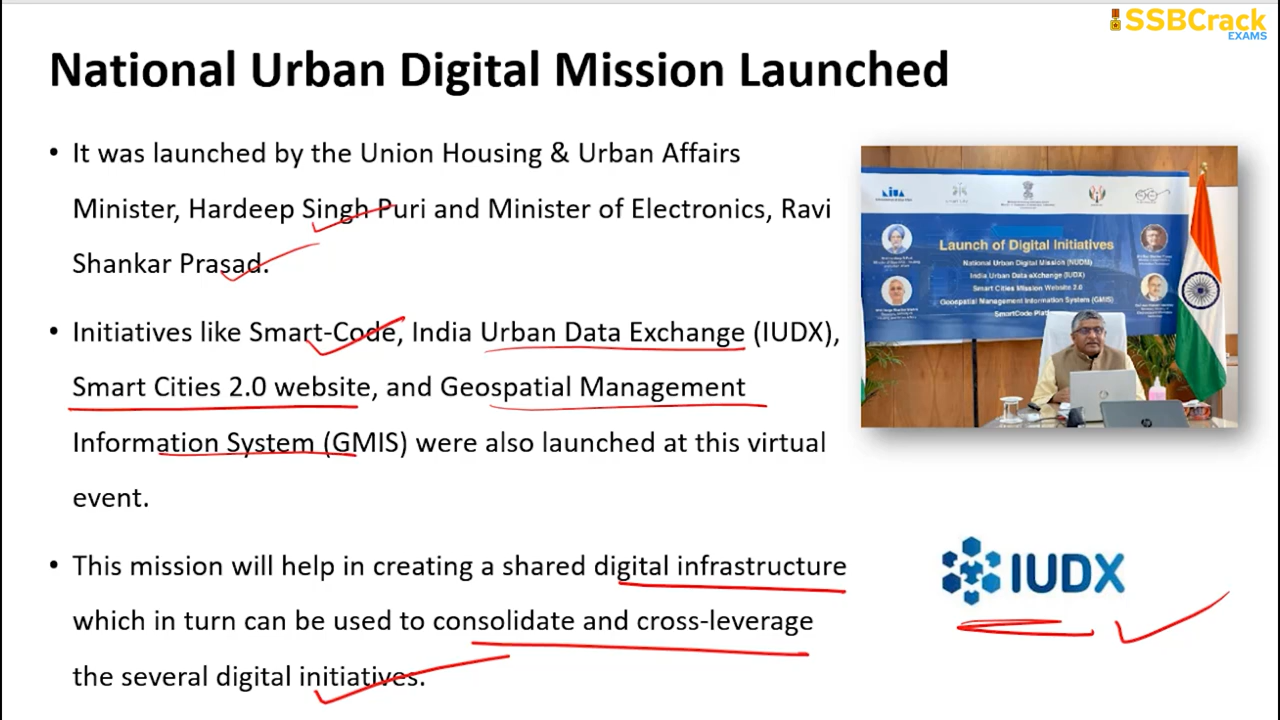 SSBCrack
EXAMS
National Urban Digital Mission Launched
• It was launched by the Union Housing & Urban Affairs
Minister, Hardeep Singh Puri and Minister of Electronics, Ravi
Shankar Prasad.
• Initiatives like Smart-Code, India Urban Data Exchange (IUDX),
Smart Cities 2.0 website, and Geospatial Management
Information System (GMIS) were also launched at this virtual
event.
• This mission will help in creating a shared digital infrastructure
which in turn can be used to consolidate and cross-leverage
the several digital initiatives.
Launch of Digital Initiatives
National Urban Digital Mission (NUDM)
India Urban Data eXchange (IUDX)
Smart Cities Mission Website 2.0
Geospatial Management Information System (GMIS)
SmartCode
IUDX